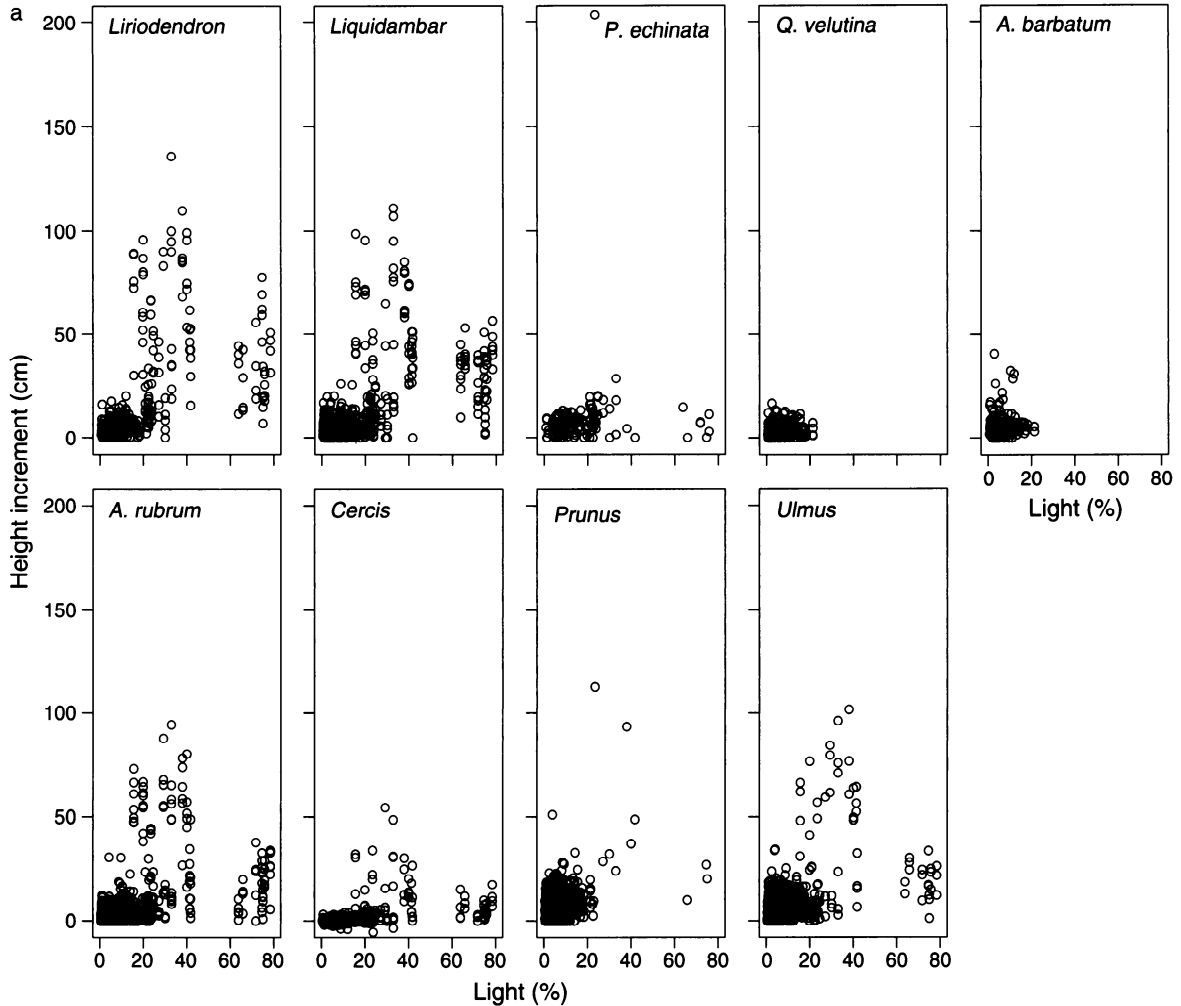 a
Liriodendron
Liquidambar
P. echinata
Q. velutina
A. barbatum
200
150
100
50
0
0 20 40 60 80
Light (%)
Height increment (cm)
A. rubrum
Cercis
Prunus
Ulmus
200
150
100
50
0
0 20 40 60 80
0 20 40 60 80
0 20 40 60 80
0 20 40 60 80
Light (%)